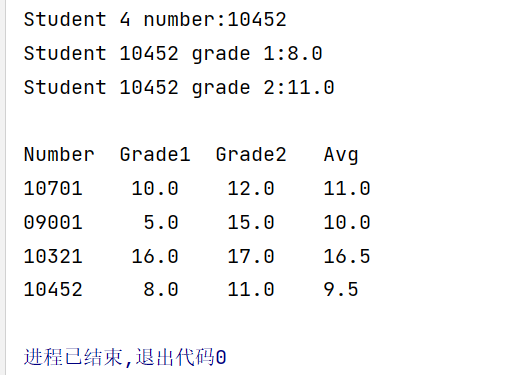 Student 4 number:10452
Student 10452 grade 1:8.0
Student 10452 grade 2:11.0
Number  Grade1  Grade2   Avg
10701    10.0    12.0    11.0
09001     5.0    15.0    10.0
10321    16.0    17.0    16.5
10452     8.0    11.0    9.5
进程已结束,退出代码0